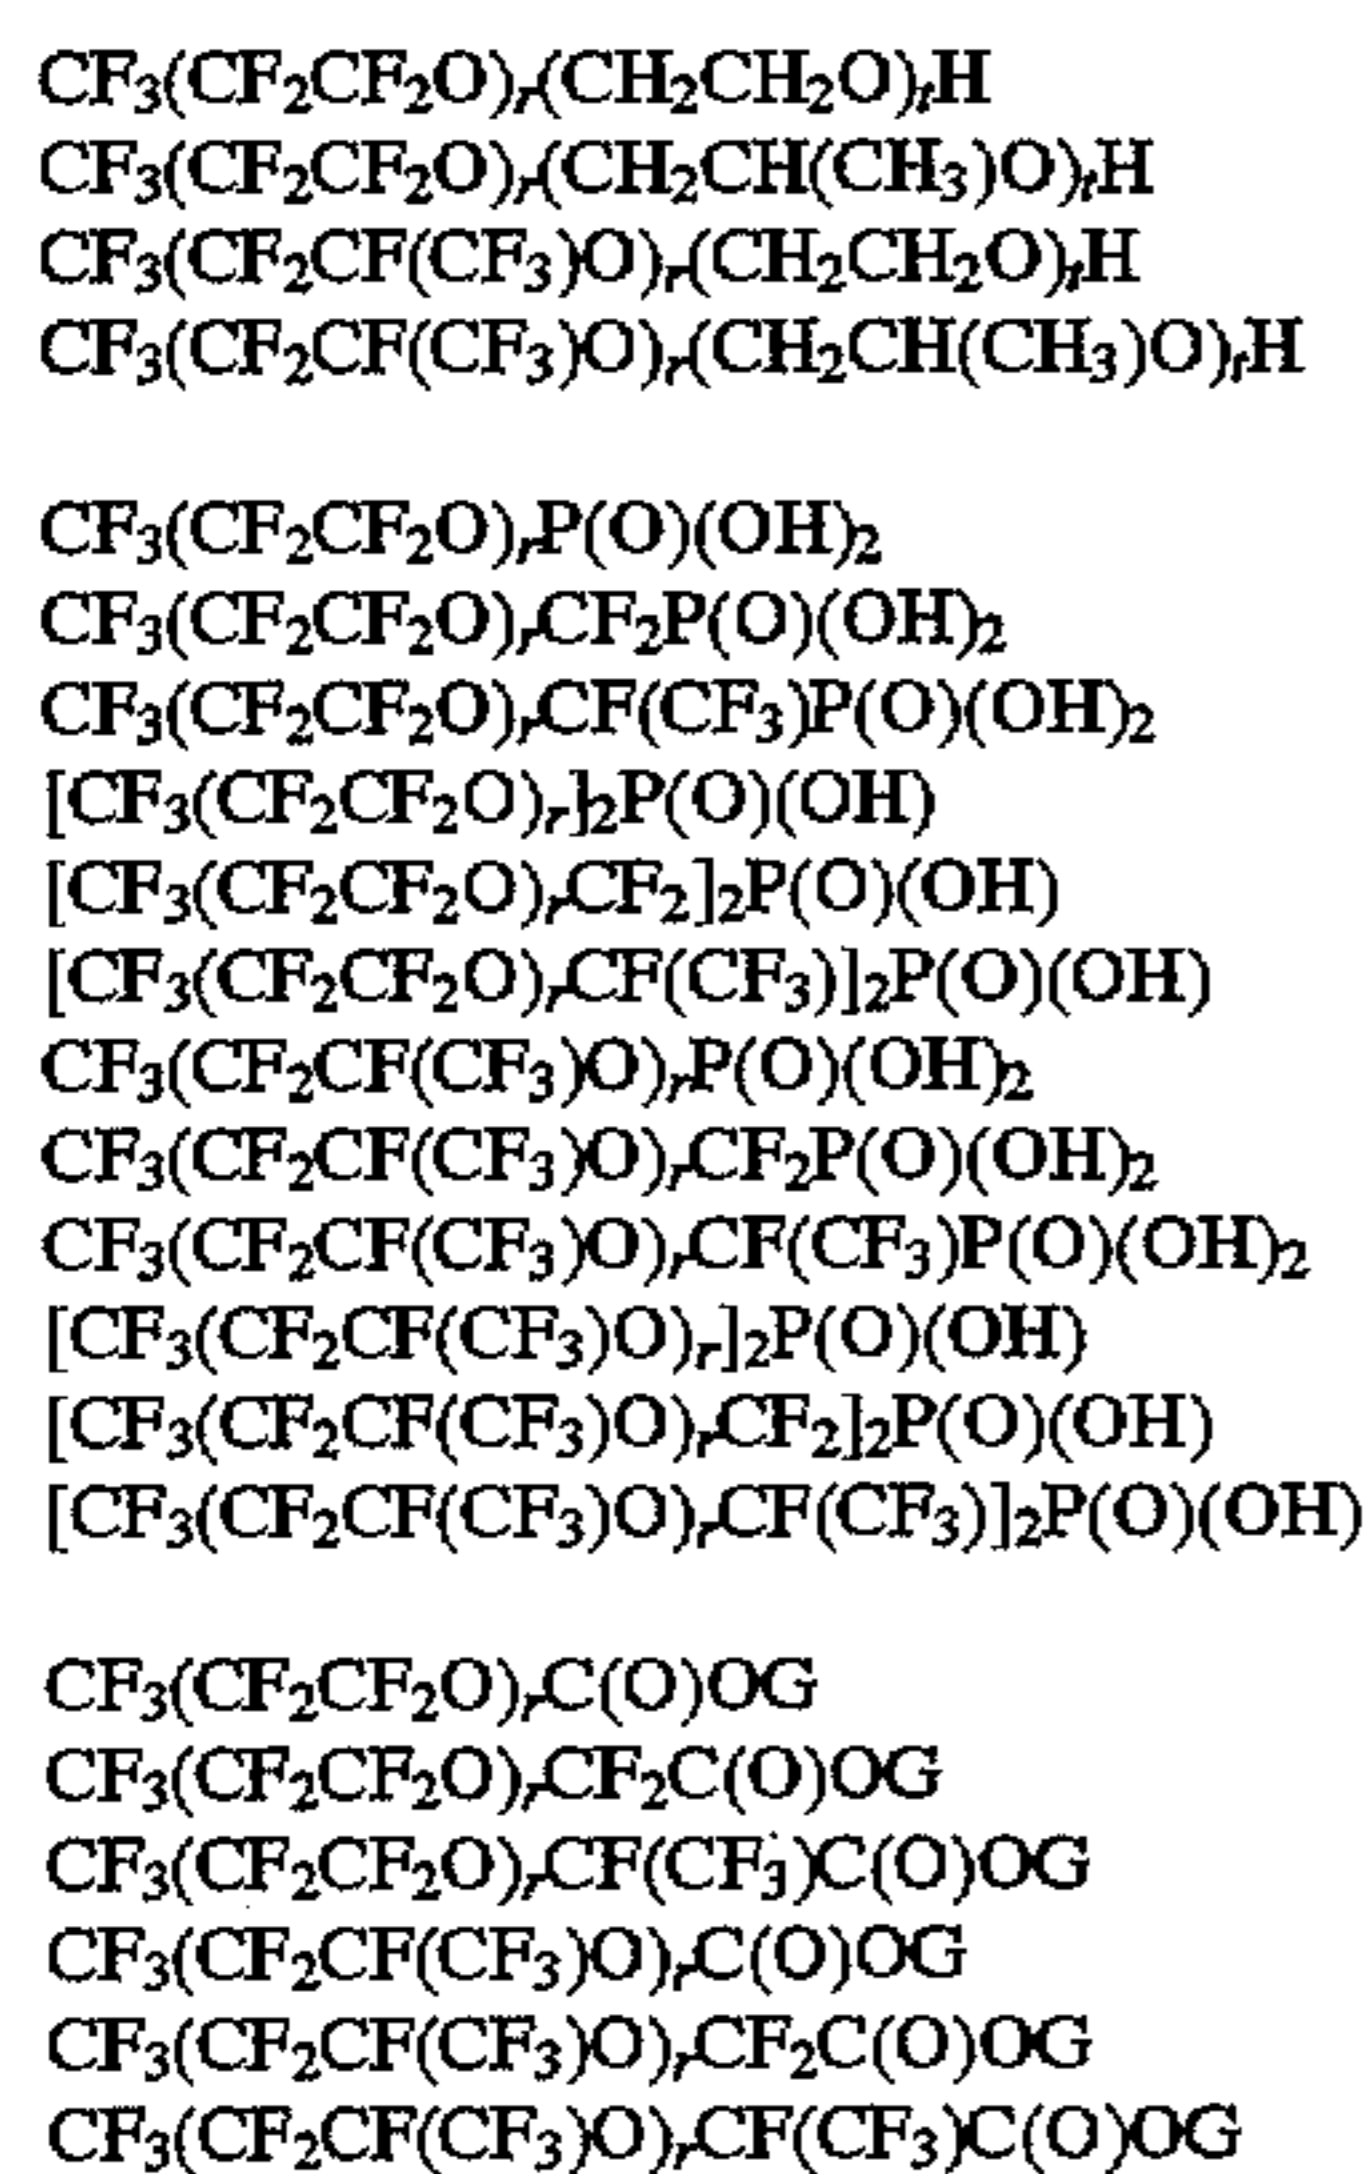 CF₃(CF₂CF₂O)ᵣ(CH₂CH₂O)ₜH
CF₃(CF₂CF₂O)ᵣ(CH₂CH(CH₃)O)ₜH
CF₃(CF₂CF(CF₃)O)ᵣ(CH₂CH₂O)ₜH
CF₃(CF₂CF(CF₃)O)ᵣ(CH₂CH(CH₃)O)ₜH
CF₃(CF₂CF₂O)ᵣP(O)(OH)₂
CF₃(CF₂CF₂O)ᵣCF₂P(O)(OH)₂
CF₃(CF₂CF₂O)ᵣCF(CF₃)P(O)(OH)₂
[CF₃(CF₂CF₂O)ᵣ]₂P(O)(OH)
[CF₃(CF₂CF₂O)ᵣCF₂]₂P(O)(OH)
[CF₃(CF₂CF₂O)ᵣCF(CF₃)]₂P(O)(OH)
CF₃(CF₂CF(CF₃)O)ᵣP(O)(OH)₂
CF₃(CF₂CF(CF₃)O)ᵣCF₂P(O)(OH)₂
CF₃(CF₂CF(CF₃)O)ᵣCF(CF₃)P(O)(OH)₂
[CF₃(CF₂CF(CF₃)O)ᵣ]₂P(O)(OH)
[CF₃(CF₂CF(CF₃)O)ᵣCF₂]₂P(O)(OH)
[CF₃(CF₂CF(CF₃)O)ᵣCF(CF₃)]₂P(O)(OH)
CF₃(CF₂CF₂O)ᵣC(O)OG
CF₃(CF₂CF₂O)ᵣCF₂C(O)OG
CF₃(CF₂CF₂O)ᵣCF(CF₃)C(O)OG
CF₃(CF₂CF(CF₃)O)ᵣC(O)OG
CF₃(CF₂CF(CF₃)O)ᵣCF₂C(O)OG
CF₃(CF₂CF(CF₃)O)ᵣCF(CF₃)C(O)OG